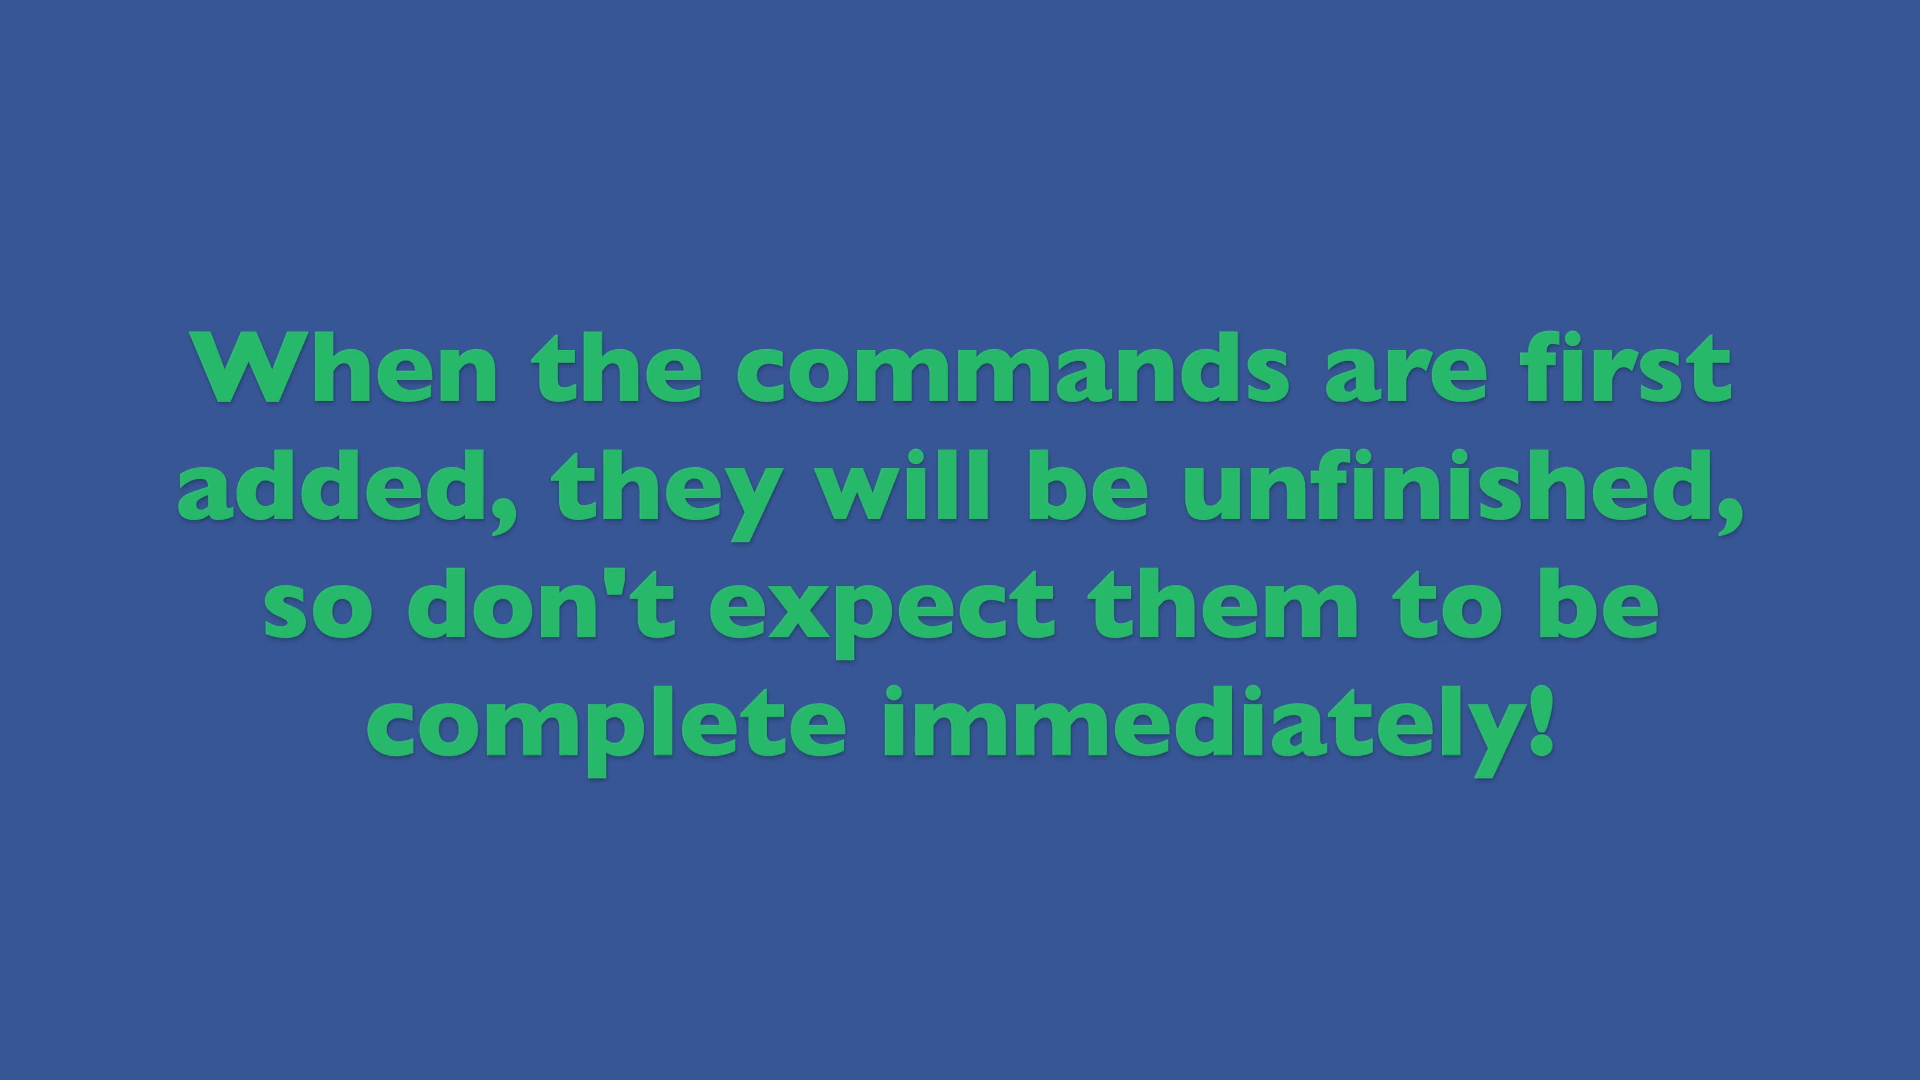 When the commands are first
added, they will be unfinished,
so don't expect them to be
complete immediately!